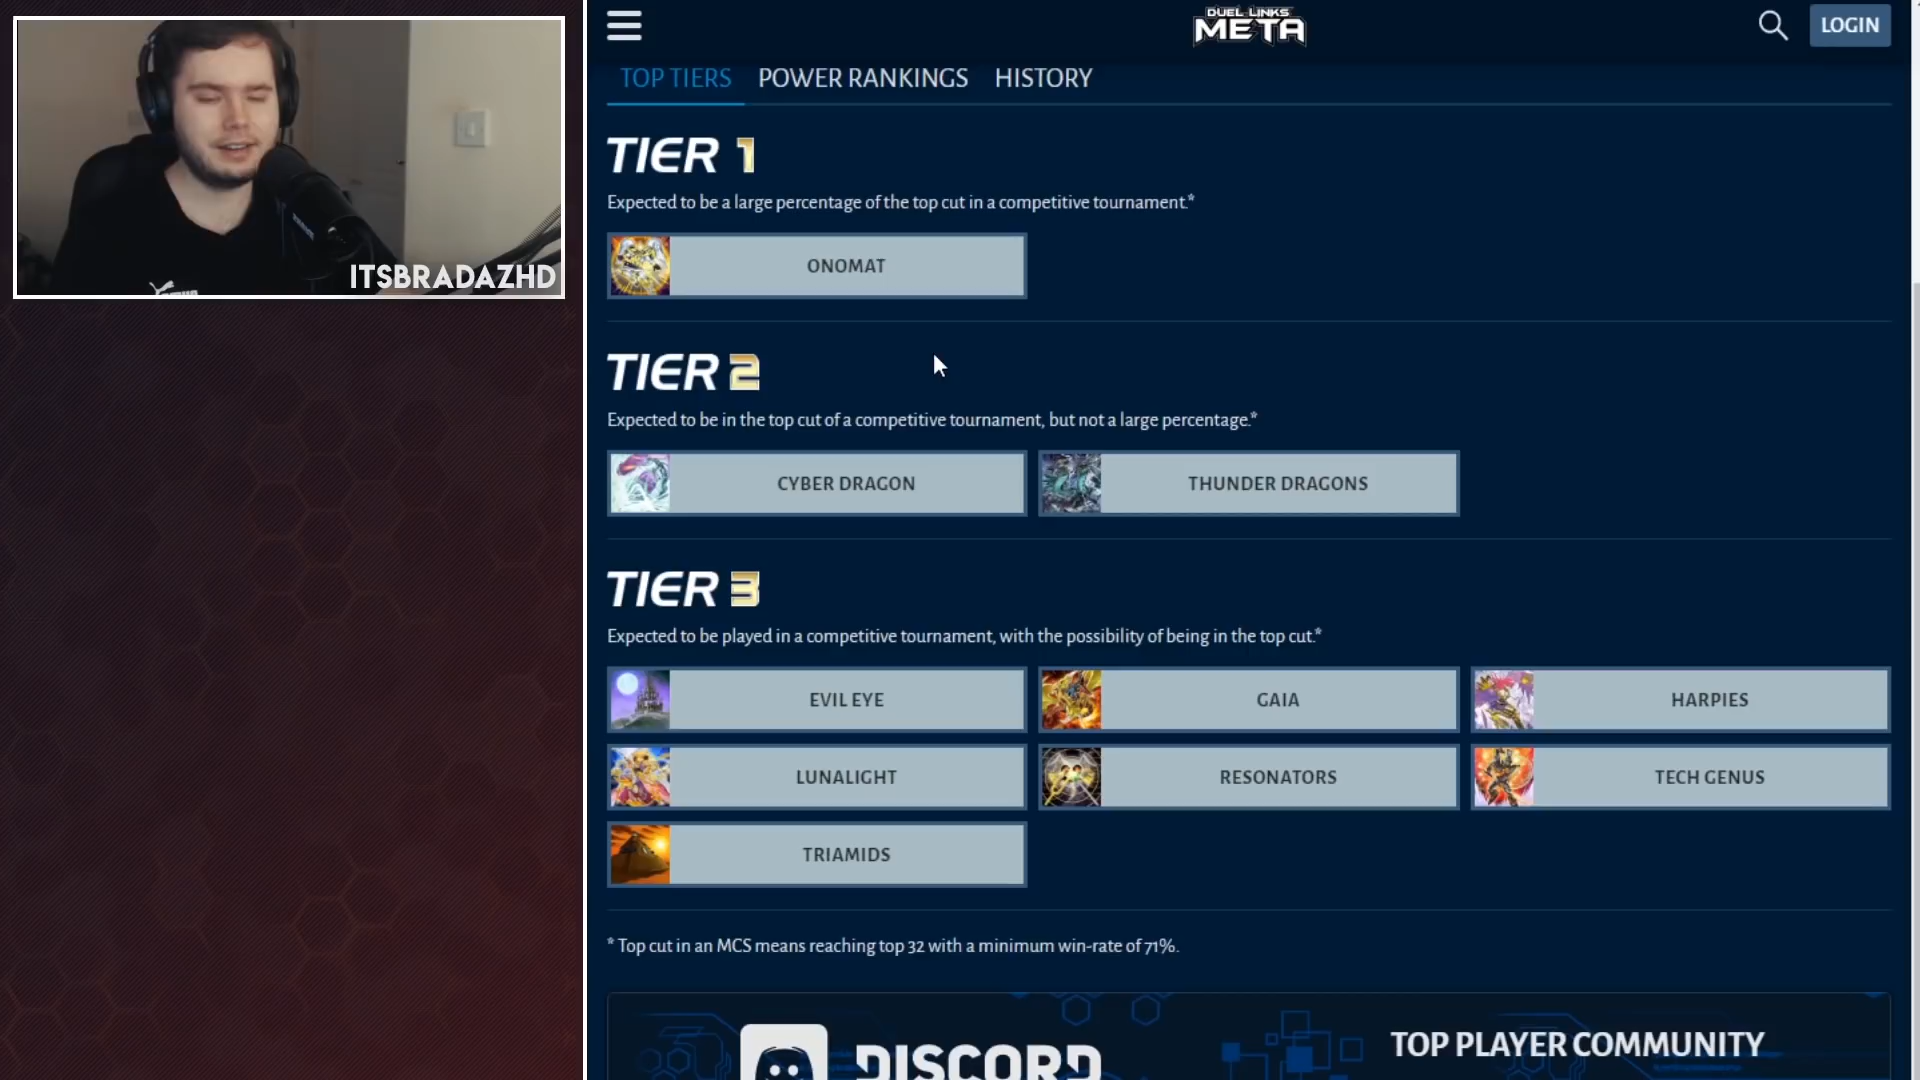 ITSBRADAZHD
DUEL LINKS
META
LOGIN
TOP TIERS
POWER RANKINGS
HISTORY
TIER 1
Expected to be a large percentage of the top cut in a competitive tournament.*
ONOMAT
TIER 2
Expected to be in the top cut of a competitive tournament, but not a large percentage.*
CYBER DRAGON
THUNDER DRAGONS
TIER 3
Expected to be played in a competitive tournament, with the possibility of being in the top cut.*
EVIL EYE
GAIA
HARPIES
LUNALIGHT
RESONATORS
TECH GENUS
TRIAMIDS
* Top cut in an MCS means reaching top 32 with a minimum win-rate of 71%.
DISCORD
TOP PLAYER COMMUNITY